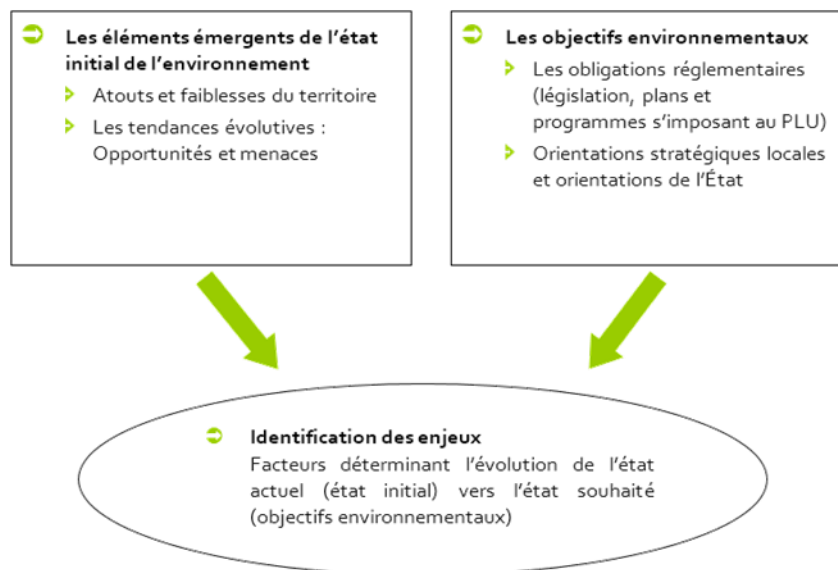 Les éléments émergents de l'état
initial de l'environnement
Atouts et faiblesses du territoire
Les tendances évolutives :
Opportunités et menaces
Les objectifs environnementaux
Les obligations réglementaires
(législation, plans et
programmes s'imposant au PLU)
Orientations stratégiques locales
et orientations de l'État
Identification des enjeux
Facteurs déterminant l'évolution de l'état
actuel (état initial) vers l'état souhaité
(objectifs environnementaux)